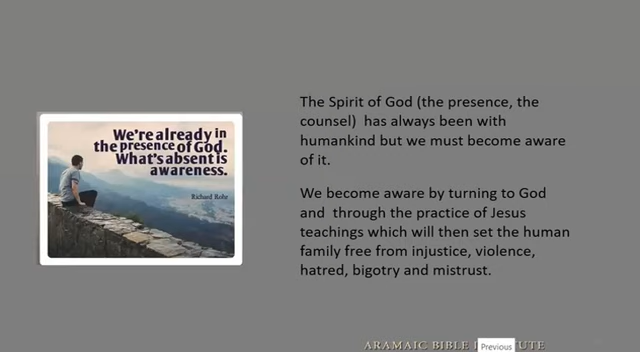 We're already in
the presence of God.
What's absent is
awareness.
Richard Rohr
The Spirit of God (the presence, the
counsel) has always been with
humankind but we must become aware
of it.
We become aware by turning to God
and through the practice of Jesus
teachings which will then set the human
family free from injustice, violence,
hatred, bigotry and mistrust.
ARAMAIC BIBLE UTE
Previous